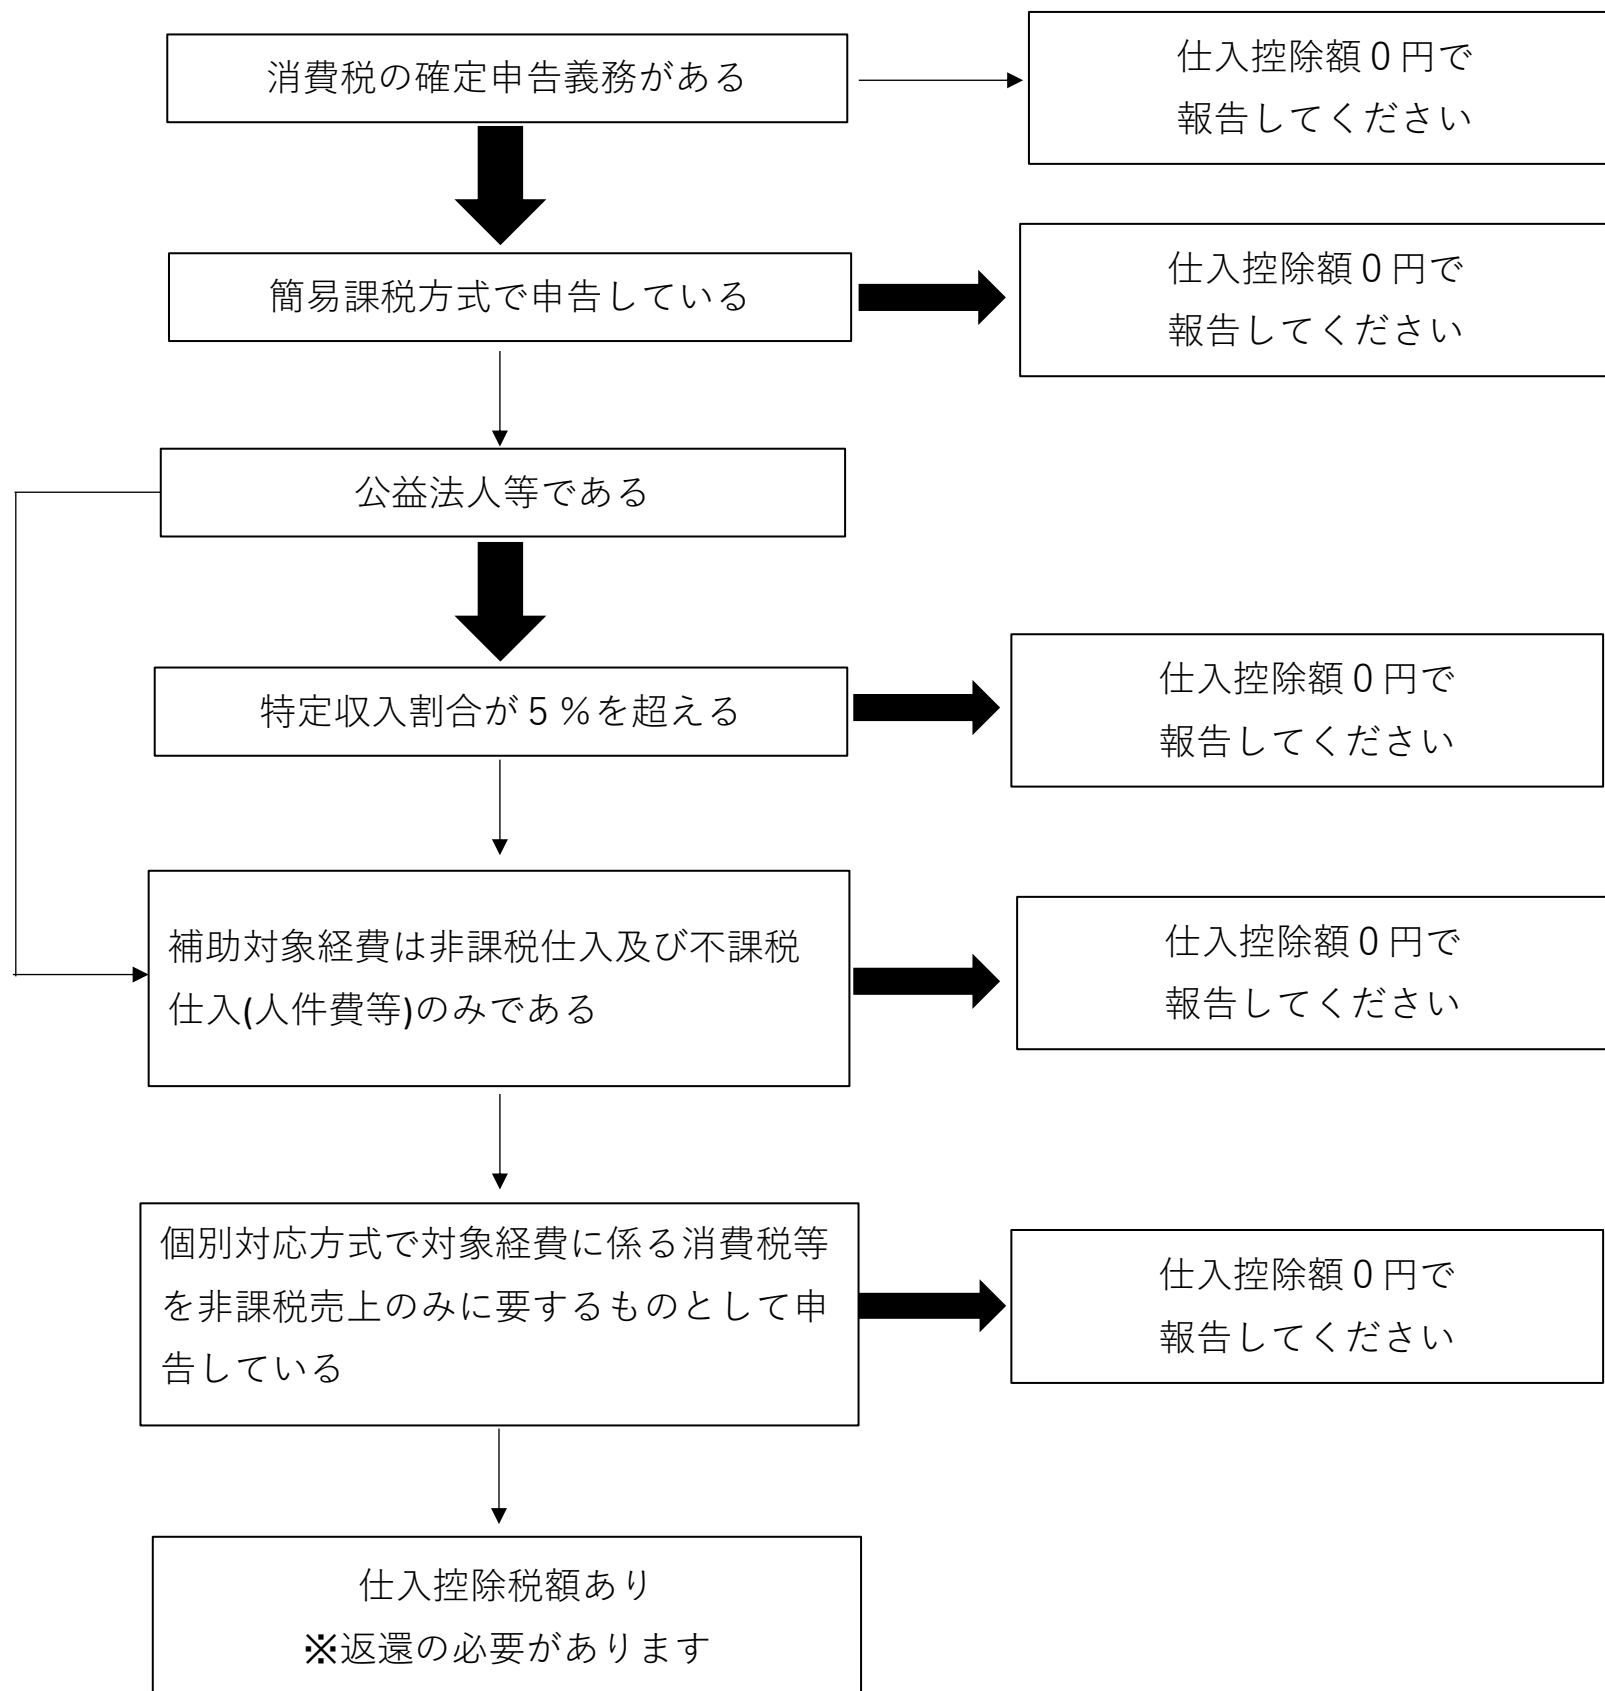 消費税の確定申告義務がある
仕入控除額０円で
報告してください
簡易課税方式で申告している
仕入控除額０円で
報告してください
公益法人等である
特定収入割合が５％を超える
仕入控除額０円で
報告してください
補助対象経費は非課税仕入及び不課税
仕入(人件費等)のみである
仕入控除額０円で
報告してください
個別対応方式で対象経費に係る消費税等
を非課税売上のみに要するものとして申
告している
仕入控除額０円で
報告してください
仕入控除税額あり
※返還の必要があります